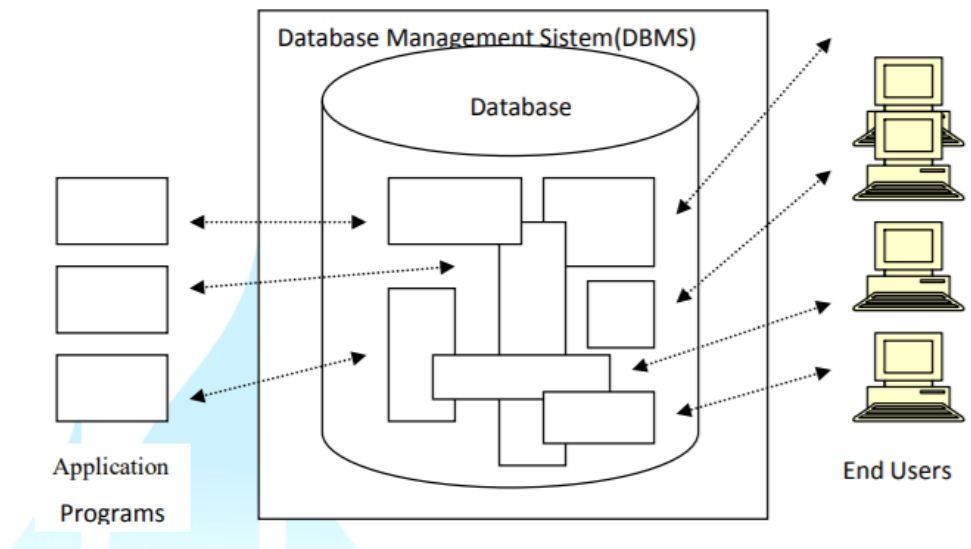 Database Management Sistem(DBMS)
Database
Application
Programs
End Users